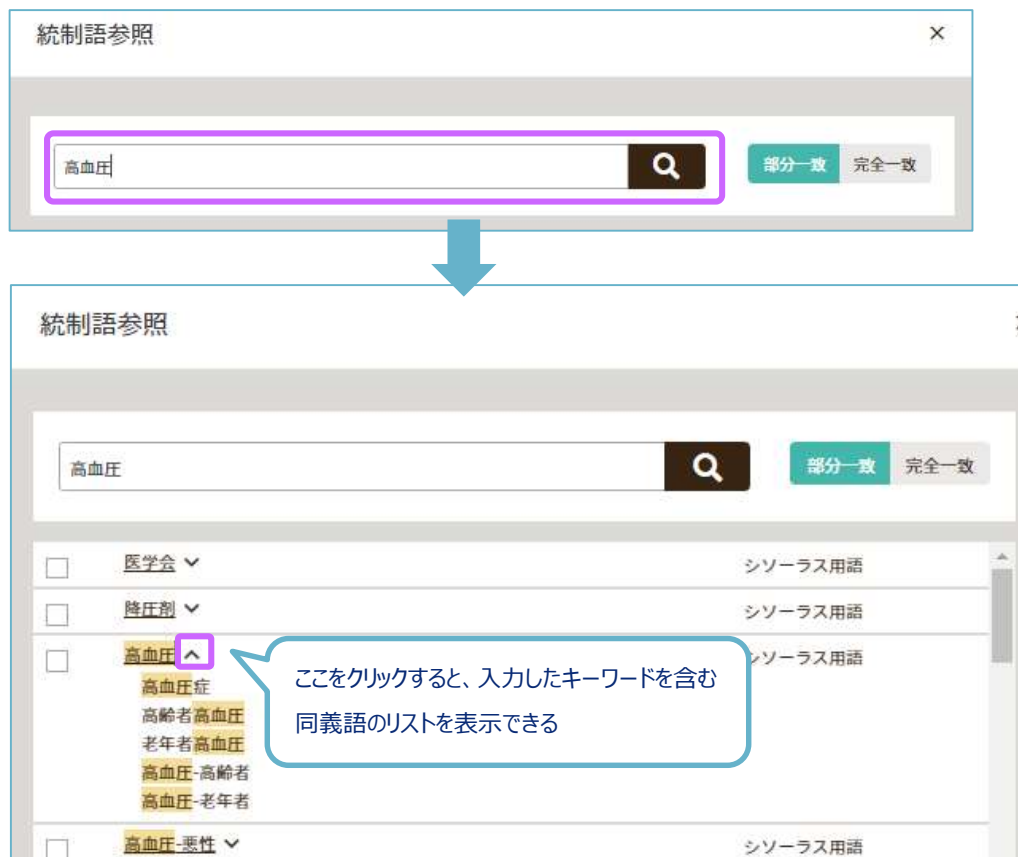 統制語参照
×
高血圧
部分一致 完全一致
統制語参照
高血圧
部分一致 完全一致
医学会 シソーラス用語
降圧剤 シソーラス用語
高血圧 シソーラス用語
高血圧症
高齢者高血圧
老年者高血圧
高血圧-高齢者
高血圧-老年者
ここをクリックすると、入力したキーワードを含む
同義語のリストを表示できる
高血圧-悪性 シソーラス用語